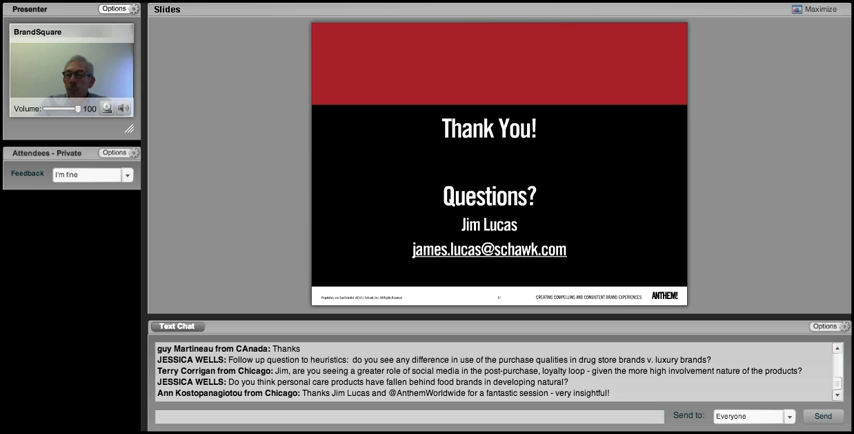 Presenter
Options
BrandSquare
Volume:
100
Attendees - Private
Options
Feedback
I'm fine
Slides
Maximize
Thank You!
Questions?
Jim Lucas
james.lucas@schawk.com
CREATING COMPELLING AND CONSISTENT BRAND EXPERIENCES
ANTHEM!
Text Chat
Options
guy Martineau from CAnada: Thanks
JESSICA WELLS: Follow up question to heuristics: do you see any difference in use of the purchase qualities in drug store brands v. luxury brands?
Terry Corrigan from Chicago: Jim, are you seeing a greater role of social media in the post-purchase, loyalty loop - given the more high involvement nature of the products?
JESSICA WELLS: Do you think personal care products have fallen behind food brands in developing natural?
Ann Kostopanagiotou from Chicago: Thanks Jim Lucas and @AnthemWorldwide for a fantastic session - very insightful!
Send to:
Everyone
Send